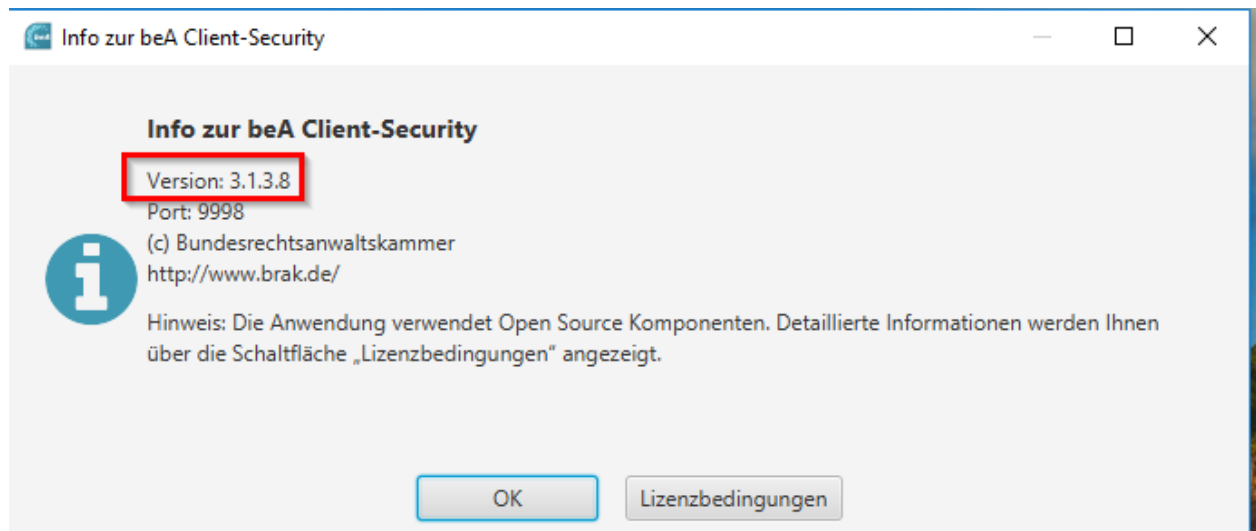 Info zur beA Client-Security
Info zur beA Client-Security
Version: 3.1.3.8
Port: 9998
(c) Bundesrechtsanwaltskammer
http://www.brak.de/
Hinweis: Die Anwendung verwendet Open Source Komponenten. Detaillierte Informationen werden Ihnen
über die Schaltfläche „Lizenzbedingungen“ angezeigt.
OK
Lizenzbedingungen